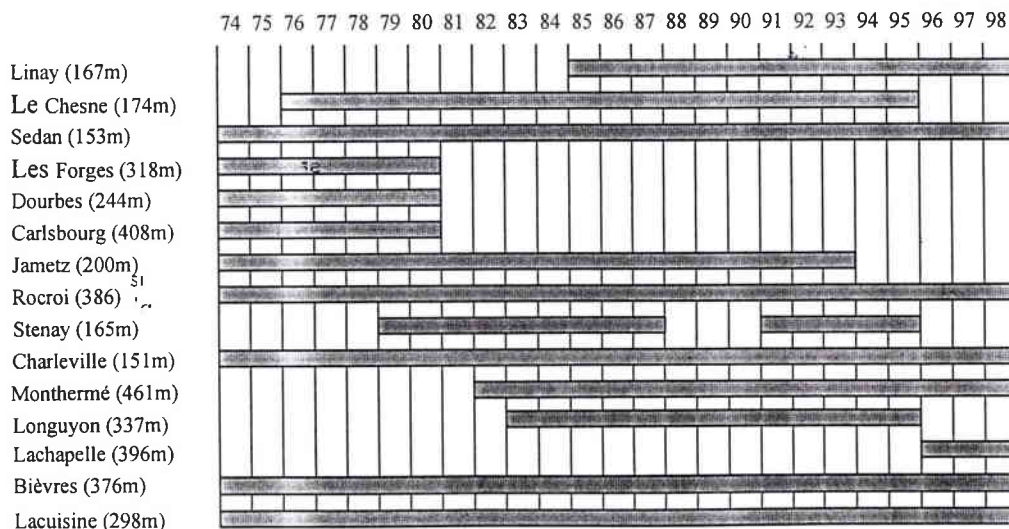 74 75 76 77 78 79 80 81 82 83 84 85 86 87 88 89 90 91 92 93 94 95 96 97 98
Linay (167m)
Le Chesne (174m)
Sedan (153m)
Les Forges (318m)
Dourbes (244m)
Carlsbourg (408m)
Jametz (200m)
Rocroi (386)
Stenay (165m)
Charleville (151m)
Monthermé (461m)
Longuyon (337m)
Lachapelle (396m)
Bièvres (376m)
Lacuisine (298m)